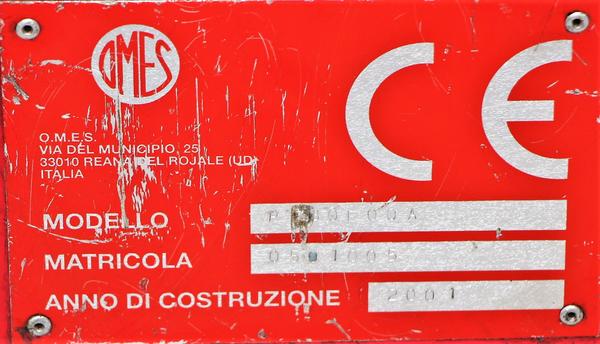 OMES
CE
O.M.E.S.
VIA DEL MUNICIPIO, 25
33010 REANA DEL ROJALE (UD)
ITALIA
MODELLO
MATRICOLA
ANNO DI COSTRUZIONE 2001